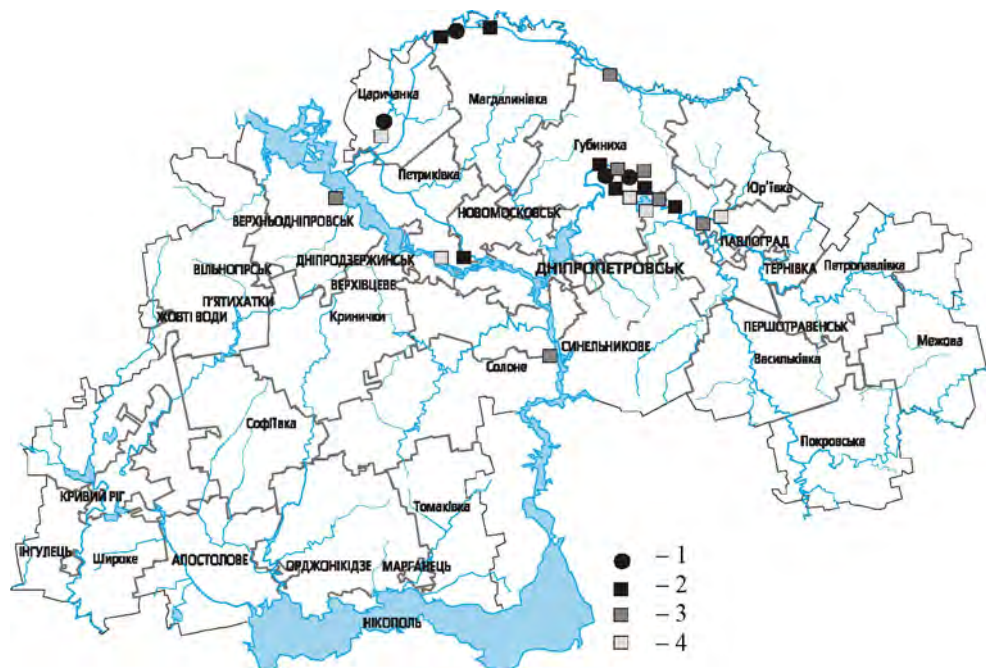 Царичанка
Магдалинівка
Губиниха
Петриківка
Юр'ївка
НОВОМОСКОВСЬК
ВЕРХНЬОДНІПРОВСЬК
ПАВЛОГРАД
ДНІПРОДЗЕРЖИНСЬК
ДНІПРОПЕТРОВСЬК
ТЕРНІВКА
Петропавлівка
ВІЛЬНОГІРСЬК
ВЕРХІВЦЕВЕ
П'ЯТИХАТКИ
ЖОВТІ ВОДИ
Кринички
ПЕРШОТРАВЕНСЬК
СИНЕЛЬНИКОВЕ
Межова
Солоне
Васильківка
Софіївка
Покровське
КРИВИЙ РІГ
Томаківка
ІНГУЛЕЦЬ
Широке
АПОСТОЛОВЕ
ОРДЖОНІКІДЗЕ
МАРГАНЕЦЬ
НІКОПОЛЬ
– 1
– 2
– 3
– 4